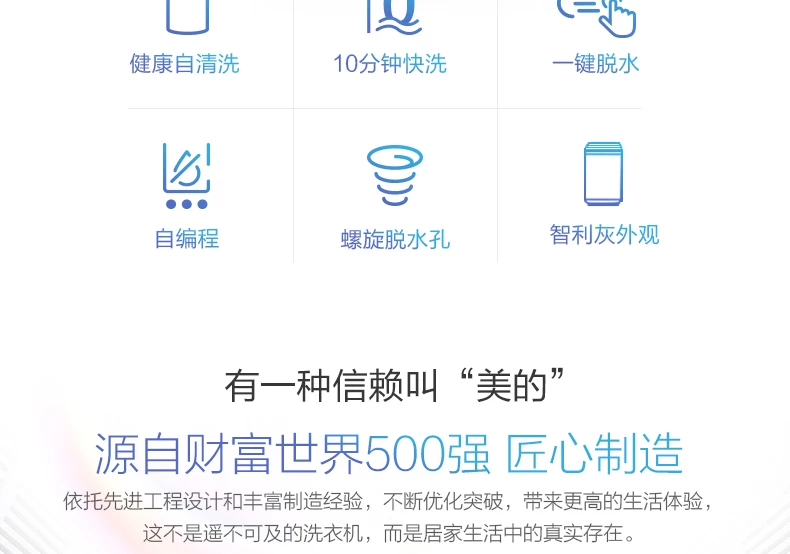 健康自清洗 10分钟快洗 一键脱水
自编程 螺旋脱水孔 智利灰外观
有一种信赖叫“美的”
源自财富世界500强 匠心制造
依托先进工程设计和丰富制造经验，不断优化突破，带来更高的生活体验，
这不是遥不可及的洗衣机，而是居家生活中的真实存在。